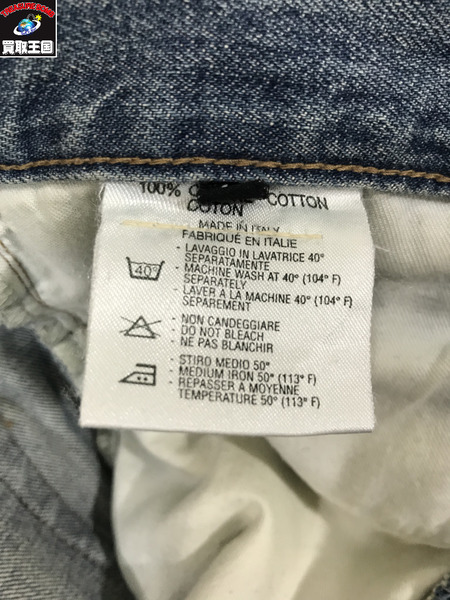 買取王国
100% C COTTON
COTON
MADE IN ITALY
FABRIQUÉ EN ITALIE
- LAVAGGIO IN LAVATRICE 40°
SEPARATAMENTE
40°
- MACHINE WASH AT 40° (104° F)
SEPARATELY
- LAVER A LA MACHINE 40° (104° F)
SEPAREMENT
- NON CANDEGGIARE
- DO NOT BLEACH
- NE PAS BLANCHIR
- STIRO MEDIO 50°
- MEDIUM IRON 50° (113° F)
- REPASSER A MOYENNE
TEMPERATURE 50° (113° F)